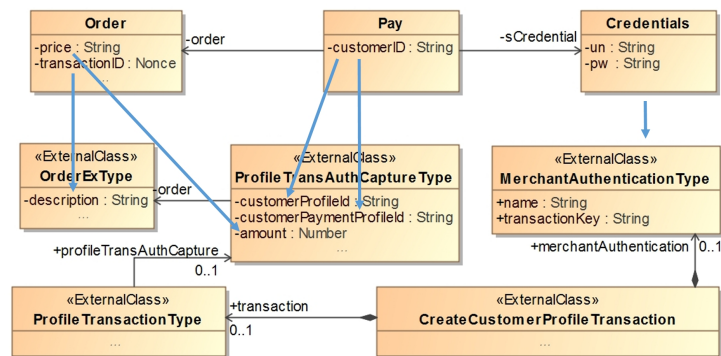 Order
-price : String
-transactionID : Nonce
...
-order
Pay
-customerID : String
-sCredential
Credentials
-un : String
-pw : String
«ExternalClass»
OrderExType
-description : String
...
-order
«ExternalClass»
ProfileTransAuthCaptureType
-customerProfileId : String
-customerPaymentProfileId : String
-amount : Number
...
«ExternalClass»
MerchantAuthenticationType
+name : String
+transactionKey : String
+profileTransAuthCapture
0..1
+merchantAuthentication
0..1
«ExternalClass»
ProfileTransactionType
...
+transaction
0..1
«ExternalClass»
CreateCustomerProfileTransaction
...